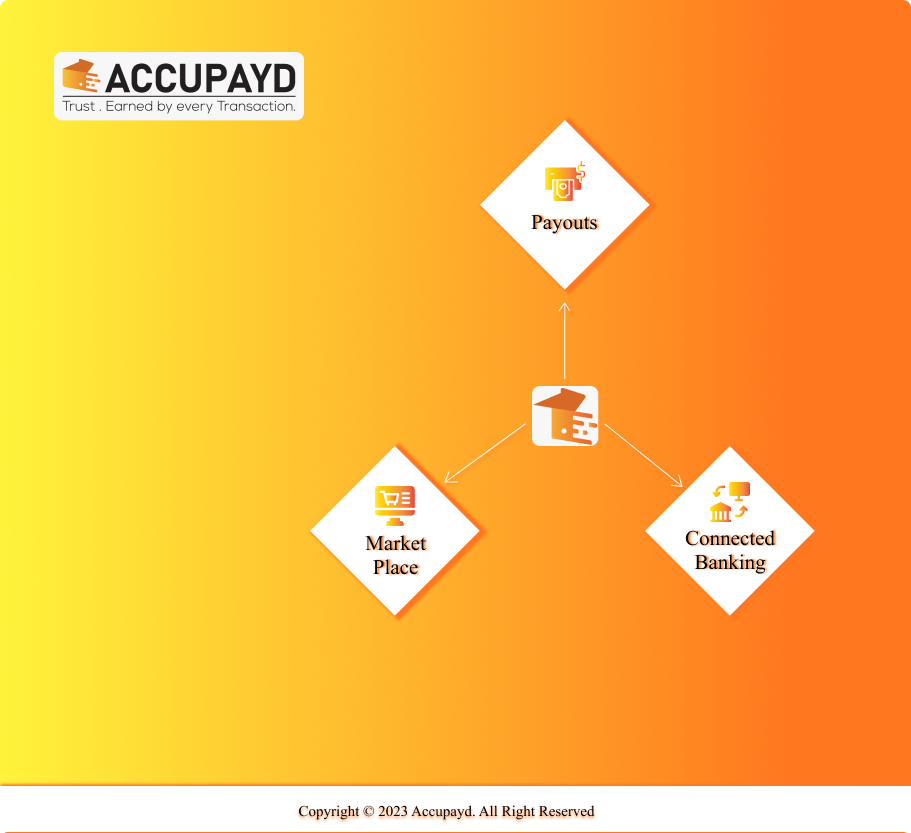 ACCUPAYD
Trust . Earned by every Transaction.
$
Payouts
Market
Place
Connected
Banking
Copyright © 2023 Accupayd. All Right Reserved